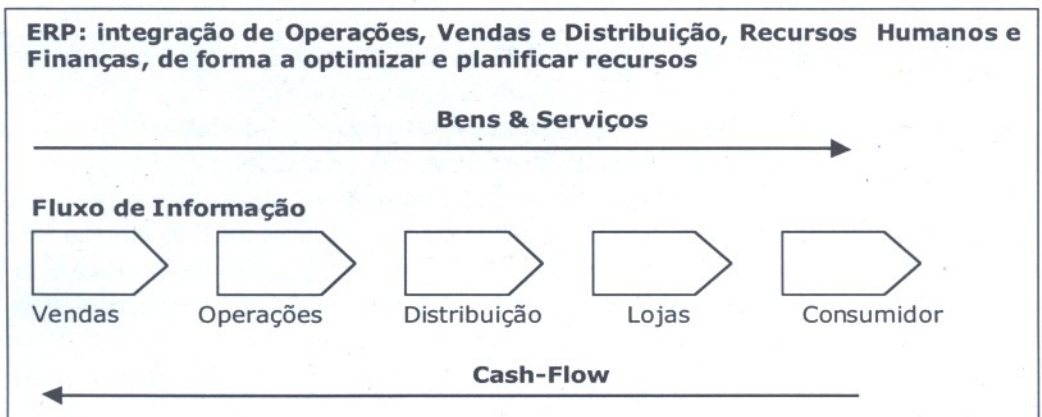 ERP: integração de Operações, Vendas e Distribuição, Recursos Humanos e
Finanças, de forma a optimizar e planificar recursos
Bens & Serviços
Fluxo de Informação
Vendas Operações Distribuição Lojas Consumidor
Cash-Flow